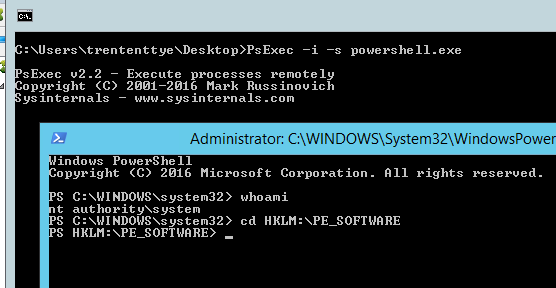 C:\Users\trententtye\Desktop>PsExec -i -s powershell.exe
PsExec v2.2 - Execute processes remotely
Copyright (C) 2001-2016 Mark Russinovich
Sysinternals - www.sysinternals.com
Administrator: C:\WINDOWS\System32\WindowsPower
Windows PowerShell
Copyright (C) 2016 Microsoft Corporation. All rights reserved.
PS C:\WINDOWS\system32> whoami
nt authority\system
PS C:\WINDOWS\system32> cd HKLM:\PE_SOFTWARE
PS HKLM:\PE_SOFTWARE> _